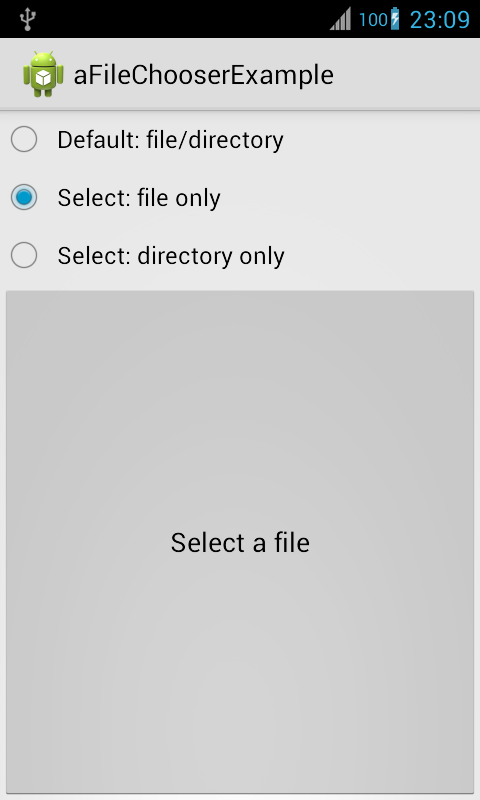 100 23:09
aFileChooserExample
Default: file/directory
Select: file only
Select: directory only
Select a file